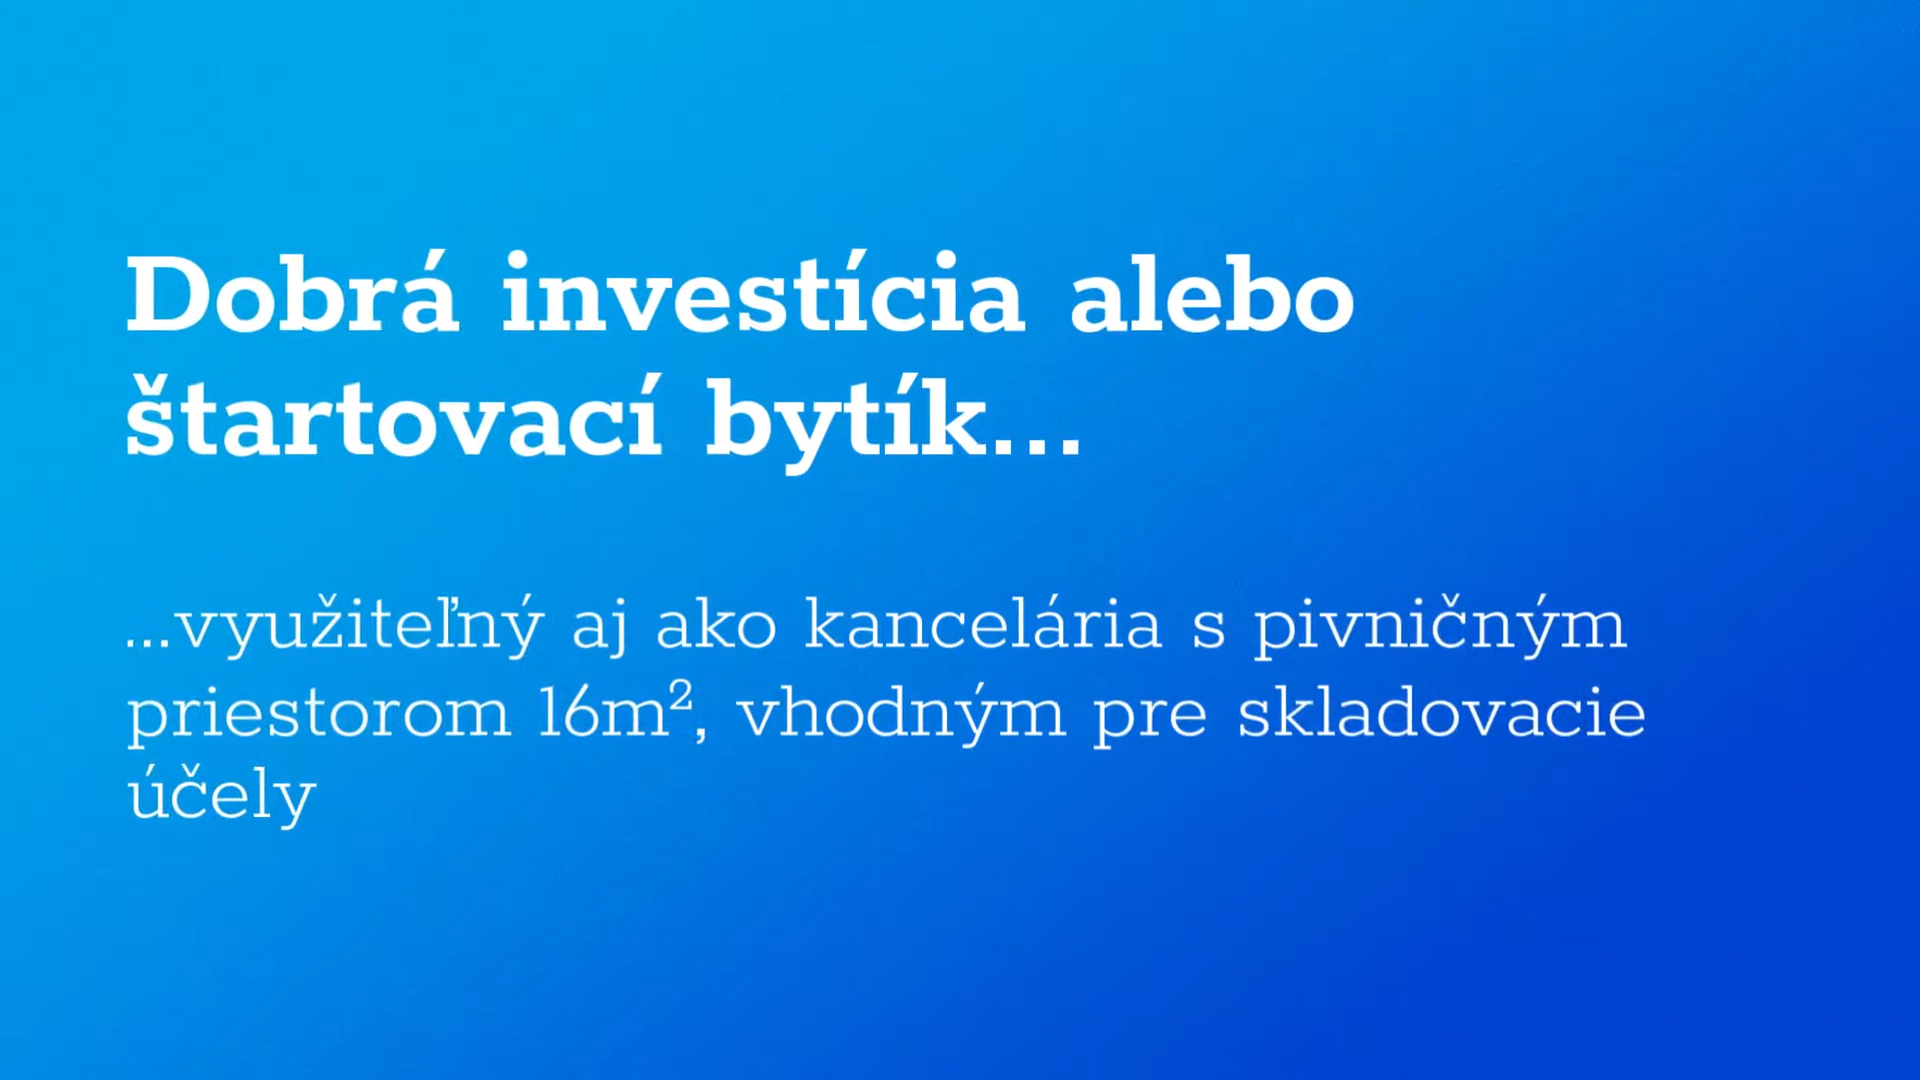 Dobrá investícia alebo
štartovací bytík...
...využiteľný aj ako kancelária s pivničným
priestorom 16m², vhodným pre skladovacie
účely